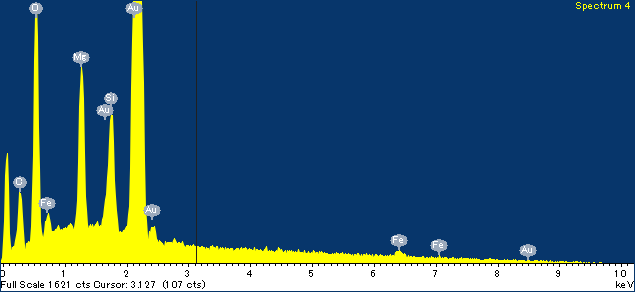 Spectrum 4
O Au
Mg
Si
Au
O
Fe Au
Fe Fe Au
0 1 2 3 4 5 6 7 8 9 10
Full Scale 1621 cts Cursor: 3.127 (107 cts) keV